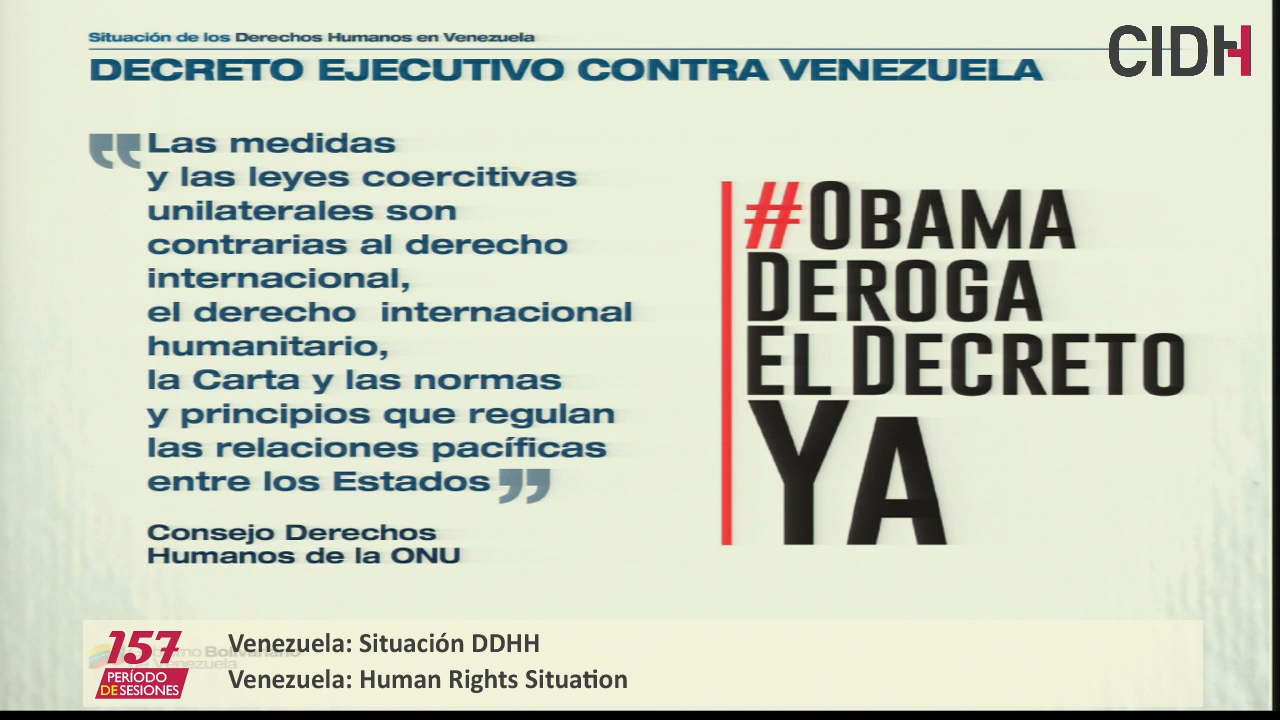 Situación de los Derechos Humanos en Venezuela
DECRETO EJECUTIVO CONTRA VENEZUELA
CIDH
“Las medidas
y las leyes coercitivas
unilaterales son
contrarias al derecho
internacional,
el derecho internacional
humanitario,
la Carta y las normas
y principios que regulan
las relaciones pacíficas
entre los Estados”
Consejo Derechos
Humanos de la ONU
#OBAMA
DEROGA
EL DECRETO
YA
157
PERÍODO
DE SESIONES
Bolivariano
Venezuela
Venezuela: Situación DDHH
Venezuela: Human Rights Situation